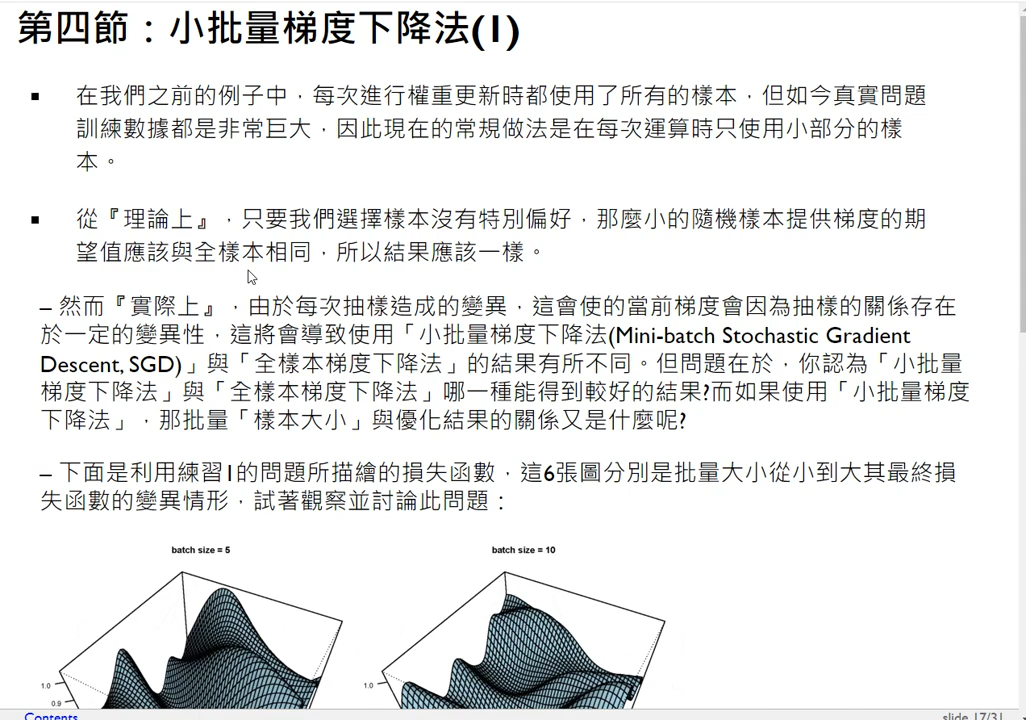 第四節：小批量梯度下降法(1)
▪ 在我們之前的例子中，每次進行權重更新時都使用了所有的樣本，但如今真實問題
訓練數據都是非常巨大，因此現在的常規做法是在每次運算時只使用小部分的樣
本。
▪ 從『理論上』，只要我們選擇樣本沒有特別偏好，那麼小的隨機樣本提供梯度的期
望值應該與全樣本相同，所以結果應該一樣。
– 然而『實際上』，由於每次抽樣造成的變異，這會使的當前梯度會因為抽樣的關係存在
於一定的變異性，這將會導致使用「小批量梯度下降法(Mini-batch Stochastic Gradient
Descent, SGD)」與「全樣本梯度下降法」的結果有所不同。但問題在於，你認為「小批量
梯度下降法」與「全樣本梯度下降法」哪一種能得到較好的結果?而如果使用「小批量梯度
下降法」，那批量「樣本大小」與優化結果的關係又是什麼呢?
– 下面是利用練習1的問題所描繪的損失函數，這6張圖分別是批量大小從小到大其最終損
失函數的變異情形，試著觀察並討論此問題：
batch size = 5
batch size = 10
1.0
0.9
1.0
Contents
slide 17/31